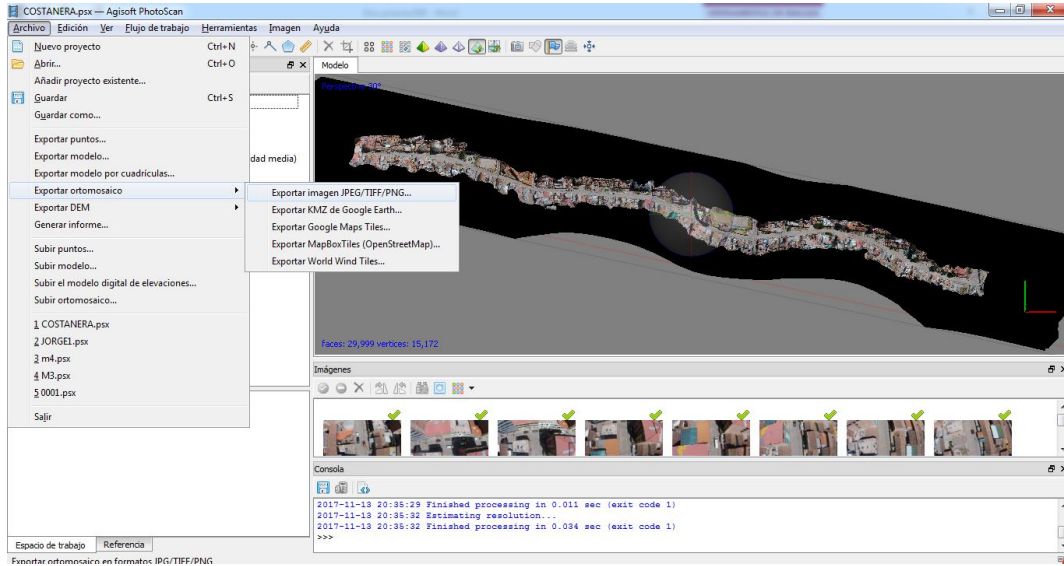 COSTANERA.psx — Agisoft PhotoScan
Archivo Edición Ver Flujo de trabajo Herramientas Imagen Ayuda
Nuevo proyecto Ctrl+N
Abrir... Ctrl+O
Añadir proyecto existente...
Guardar Ctrl+S
Guardar como...
Exportar puntos...
Exportar modelo...
Exportar modelo por cuadrículas...
Exportar ortomosaico
Exportar DEM
Generar informe...
Subir puntos...
Subir modelo...
Subir el modelo digital de elevaciones...
Subir ortomosaico...
1 COSTANERA.psx
2 JORGE1.psx
3 m4.psx
4 M3.psx
5 0001.psx
Salir
dad media)
Exportar imagen JPEG/TIFF/PNG...
Exportar KMZ de Google Earth...
Exportar Google Maps Tiles...
Exportar MapBoxTiles (OpenStreetMap)...
Exportar World Wind Tiles...
Modelo
Perspectiva 30°
faces: 29,999 vertices: 15,172
Imágenes
Consola
2017-11-13 20:35:29 Finished processing in 0.011 sec (exit code 1)
2017-11-13 20:35:32 Estimating resolution...
2017-11-13 20:35:32 Finished processing in 0.034 sec (exit code 1)
>>>
Espacio de trabajo Referencia
Exportar ortomosaico en formatos JPG/TIFF/PNG